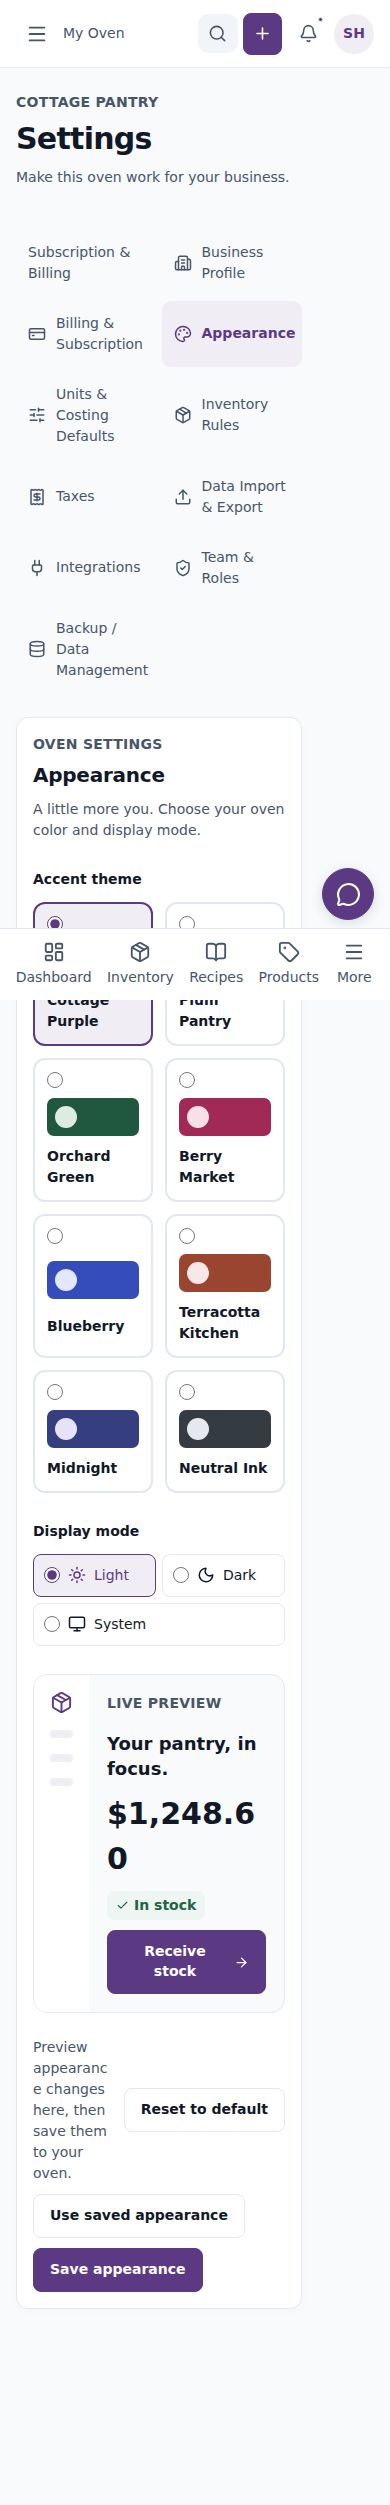 My Oven
SH
COTTAGE PANTRY
Settings
Make this oven work for your business.
Subscription &
Billing
Business
Profile
Billing &
Subscription
Appearance
Units &
Costing
Defaults
Inventory
Rules
Taxes
Data Import
& Export
Integrations
Team &
Roles
Backup /
Data
Management
OVEN SETTINGS
Appearance
A little more you. Choose your oven
color and display mode.
Accent theme
Dashboard
Inventory
Recipes
Products
More
Cottage
Purple
Plum
Pantry
Orchard
Green
Berry
Market
Blueberry
Terracotta
Kitchen
Midnight
Neutral Ink
Display mode
Light
Dark
System
LIVE PREVIEW
Your pantry, in
focus.
$1,248.6
0
In stock
Receive
stock
Preview
appearanc
e changes
here, then
save them
to your
oven.
Reset to default
Use saved appearance
Save appearance